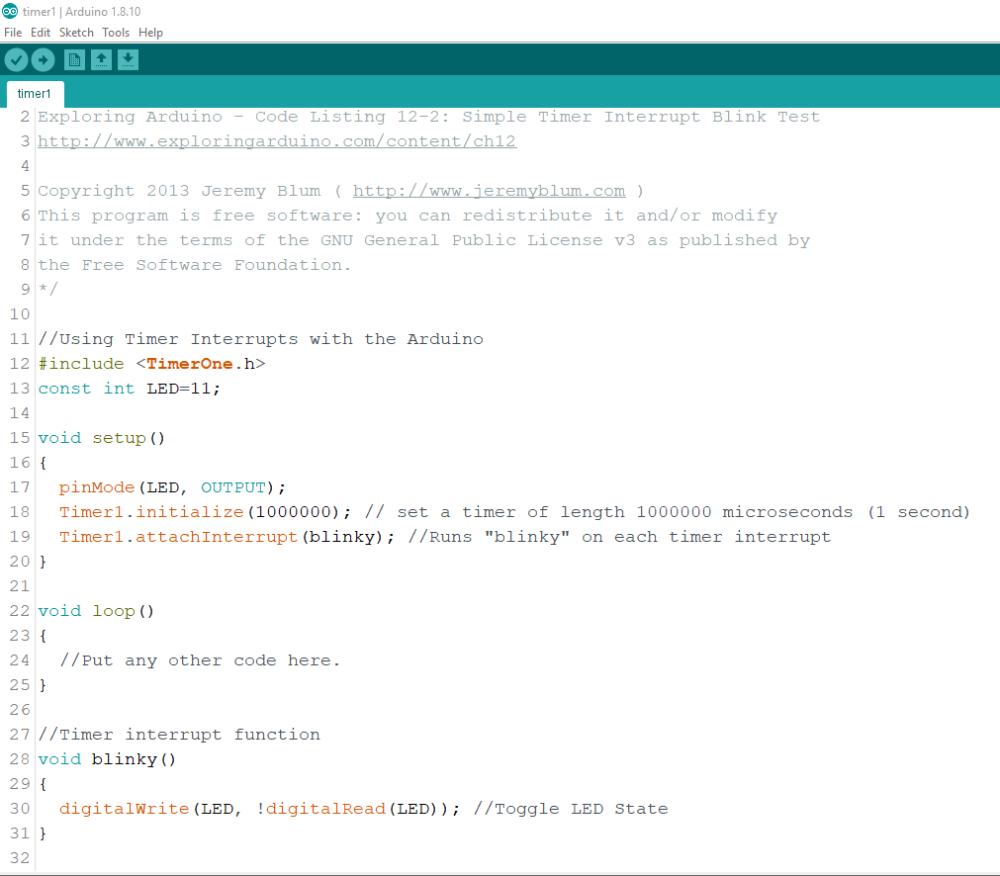 timer1 | Arduino 1.8.10
File Edit Sketch Tools Help
timer1
2 Exploring Arduino - Code Listing 12-2: Simple Timer Interrupt Blink Test
3 http://www.exploringarduino.com/content/ch12
4
5 Copyright 2013 Jeremy Blum ( http://www.jeremyblum.com )
6 This program is free software: you can redistribute it and/or modify
7 it under the terms of the GNU General Public License v3 as published by
8 the Free Software Foundation.
9 */
10
11 //Using Timer Interrupts with the Arduino
12 #include <TimerOne.h>
13 const int LED=11;
14
15 void setup()
16 {
17   pinMode(LED, OUTPUT);
18   Timer1.initialize(1000000); // set a timer of length 1000000 microseconds (1 second)
19   Timer1.attachInterrupt(blinky); //Runs "blinky" on each timer interrupt
20 }
21
22 void loop()
23 {
24   //Put any other code here.
25 }
26
27 //Timer interrupt function
28 void blinky()
29 {
30   digitalWrite(LED, !digitalRead(LED)); //Toggle LED State
31 }
32